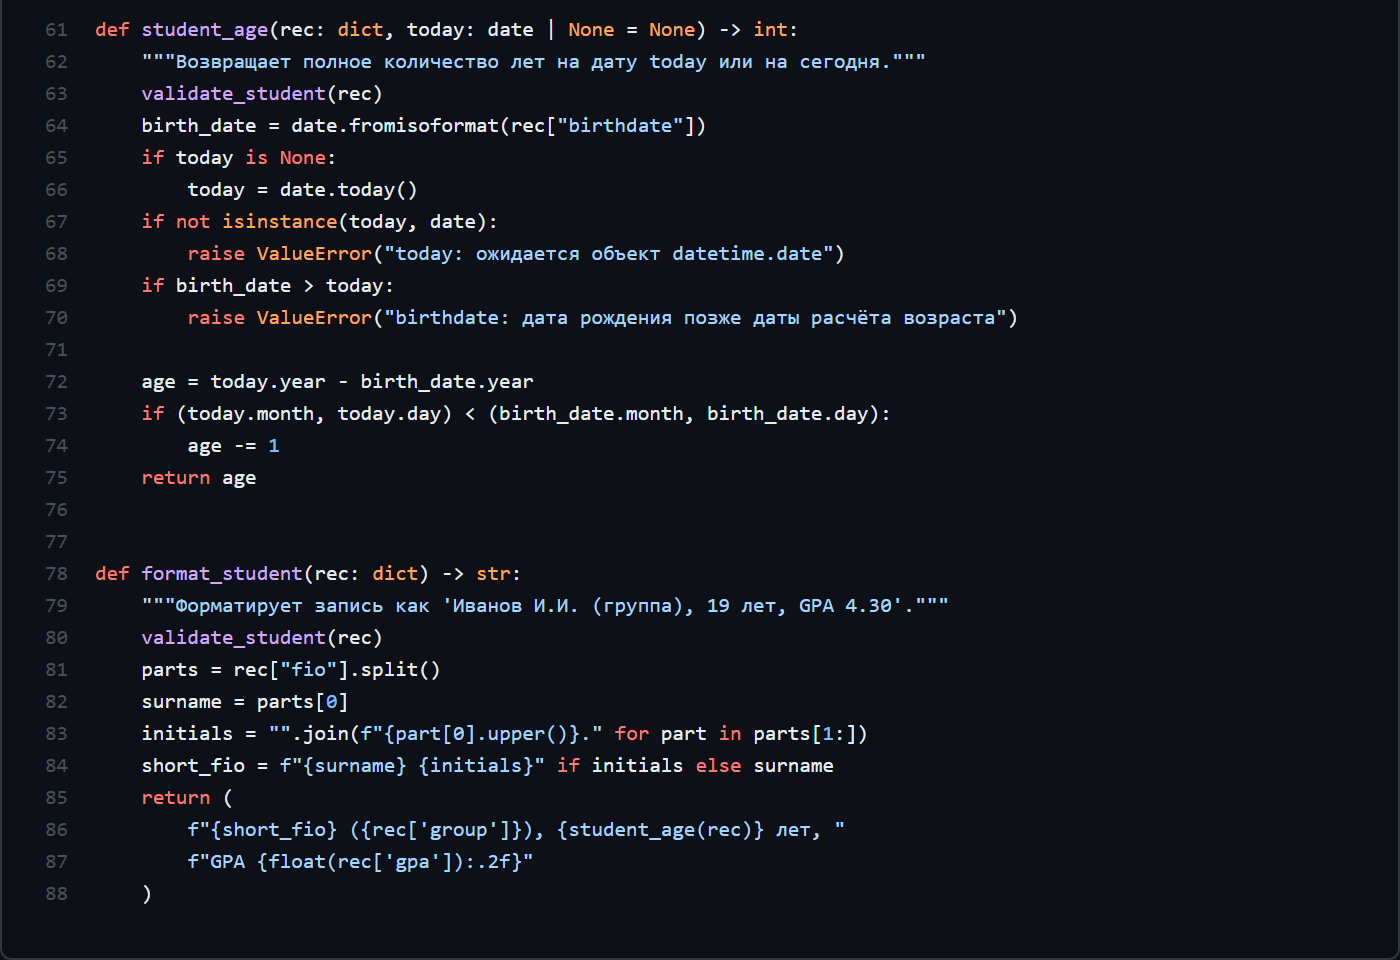 61 def student_age(rec: dict, today: date | None = None) -> int:
62     """Возвращает полное количество лет на дату today или на сегодня."""
63     validate_student(rec)
64     birth_date = date.fromisoformat(rec["birthdate"])
65     if today is None:
66         today = date.today()
67     if not isinstance(today, date):
68         raise ValueError("today: ожидается объект datetime.date")
69     if birth_date > today:
70         raise ValueError("birthdate: дата рождения позже даты расчёта возраста")
71
72     age = today.year - birth_date.year
73     if (today.month, today.day) < (birth_date.month, birth_date.day):
74         age -= 1
75     return age
76
77
78 def format_student(rec: dict) -> str:
79     """Форматирует запись как 'Иванов И.И. (группа), 19 лет, GPA 4.30'."""
80     validate_student(rec)
81     parts = rec["fio"].split()
82     surname = parts[0]
83     initials = "".join(f"{part[0].upper()}." for part in parts[1:])
84     short_fio = f"{surname} {initials}" if initials else surname
85     return (
86         f"{short_fio} ({rec['group']}), {student_age(rec)} лет, "
87         f"GPA {float(rec['gpa']):.2f}"
88     )